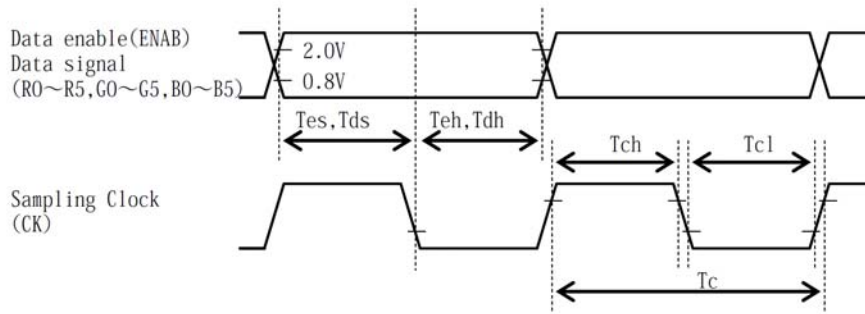 Data enable(ENAB)
Data signal
(R0～R5,G0～G5,B0～B5)
2.0V
0.8V
Tes,Tds
Teh,Tdh
Tch
Tcl
Sampling Clock
(CK)
Tc